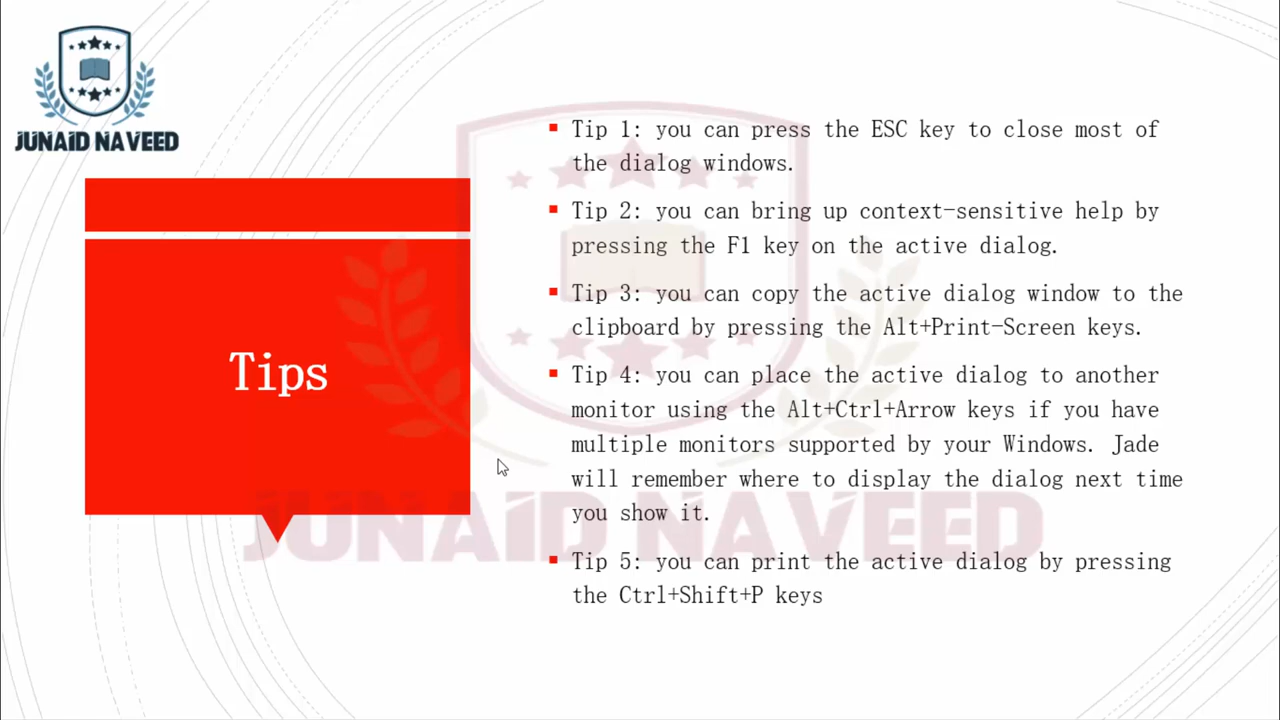 JUNAID NAVEED
Tips
Tip 1: you can press the ESC key to close most of
the dialog windows.
Tip 2: you can bring up context-sensitive help by
pressing the F1 key on the active dialog.
Tip 3: you can copy the active dialog window to the
clipboard by pressing the Alt+Print-Screen keys.
Tip 4: you can place the active dialog to another
monitor using the Alt+Ctrl+Arrow keys if you have
multiple monitors supported by your Windows. Jade
will remember where to display the dialog next time
you show it.
Tip 5: you can print the active dialog by pressing
the Ctrl+Shift+P keys
JUNAID NAVEED